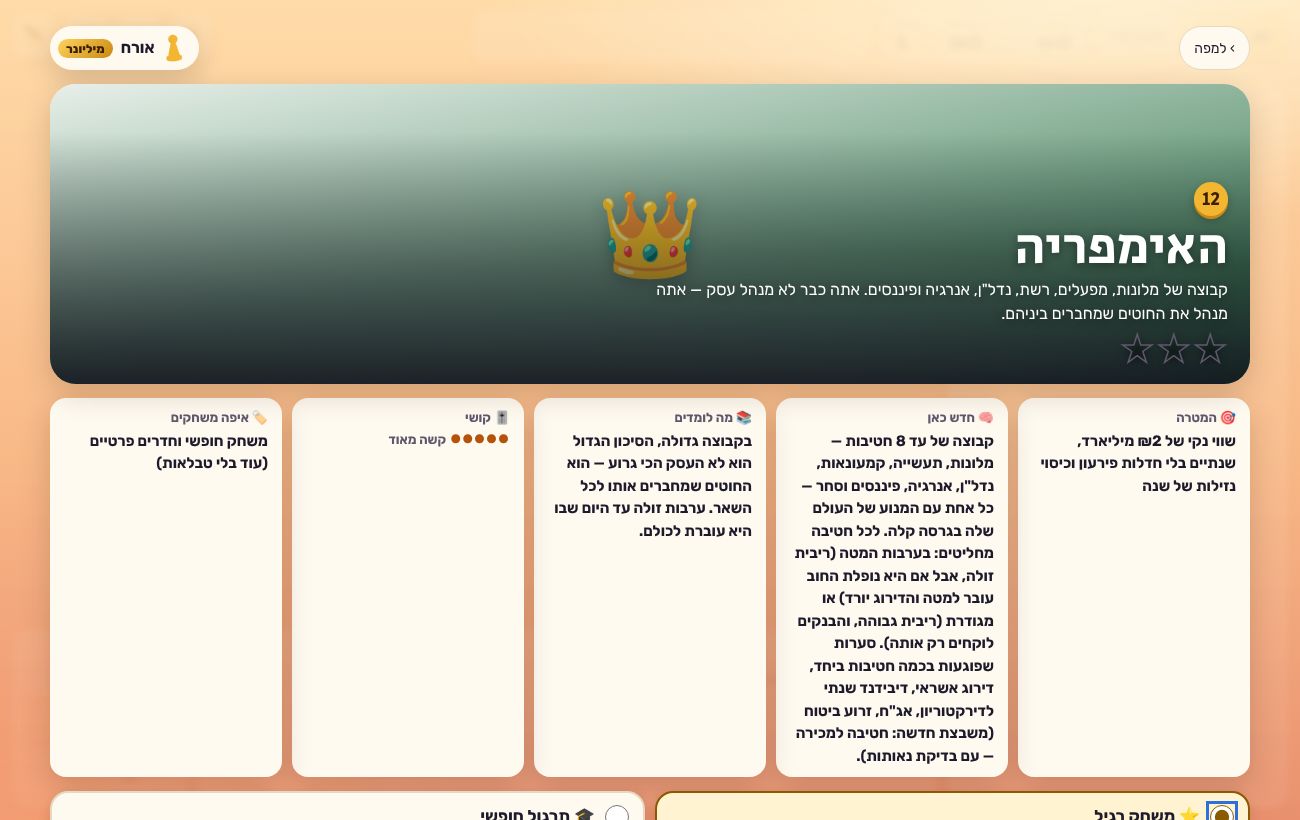 ‹ למפה
אורח מיליונר
12
האימפריה
קבוצה של מלונות, מפעלים, רשת, נדל"ן, אנרגיה ופיננסים. אתה כבר לא מנהל עסק — אתה
מנהל את החוטים שמחברים ביניהם.
🎯 המטרה
שווי נקי של 2₪ מיליארד,
שנתיים בלי חדלות פירעון וכיסוי
נזילות של שנה
🧠 חדש כאן
קבוצה של עד 8 חטיבות —
מלונות, תעשייה, קמעונאות,
נדל"ן, אנרגיה, פיננסים וסחר —
כל אחת עם המנוע של העולם
שלה בגרסה קלה. לכל חטיבה
מחליטים: בערבות המטה (ריבית
זולה, אבל אם היא נופלת החוב
עובר למטה והדירוג יורד) או
מגודרת (ריבית גבוהה, והבנקים
לוקחים רק אותה). סערות
שפוגעות בכמה חטיבות ביחד,
דירוג אשראי, דיבידנד שנתי
לדירקטוריון, אג"ח, זרוע ביטוח
(משבצת חדשה: חטיבה למכירה
— עם בדיקת נאותות).
📚 מה לומדים
בקבוצה גדולה, הסיכון הגדול
הוא לא העסק הכי גרוע — הוא
החוטים שמחברים אותו לכל
השאר. ערבות זולה עד היום שבו
היא עוברת לכולם.
🎚️ קושי
קשה מאוד
🏷️ איפה משחקים
משחק חופשי וחדרים פרטיים
(עוד בלי טבלאות)
⭐ משחק רגיל
🎓 תרגול חופשי